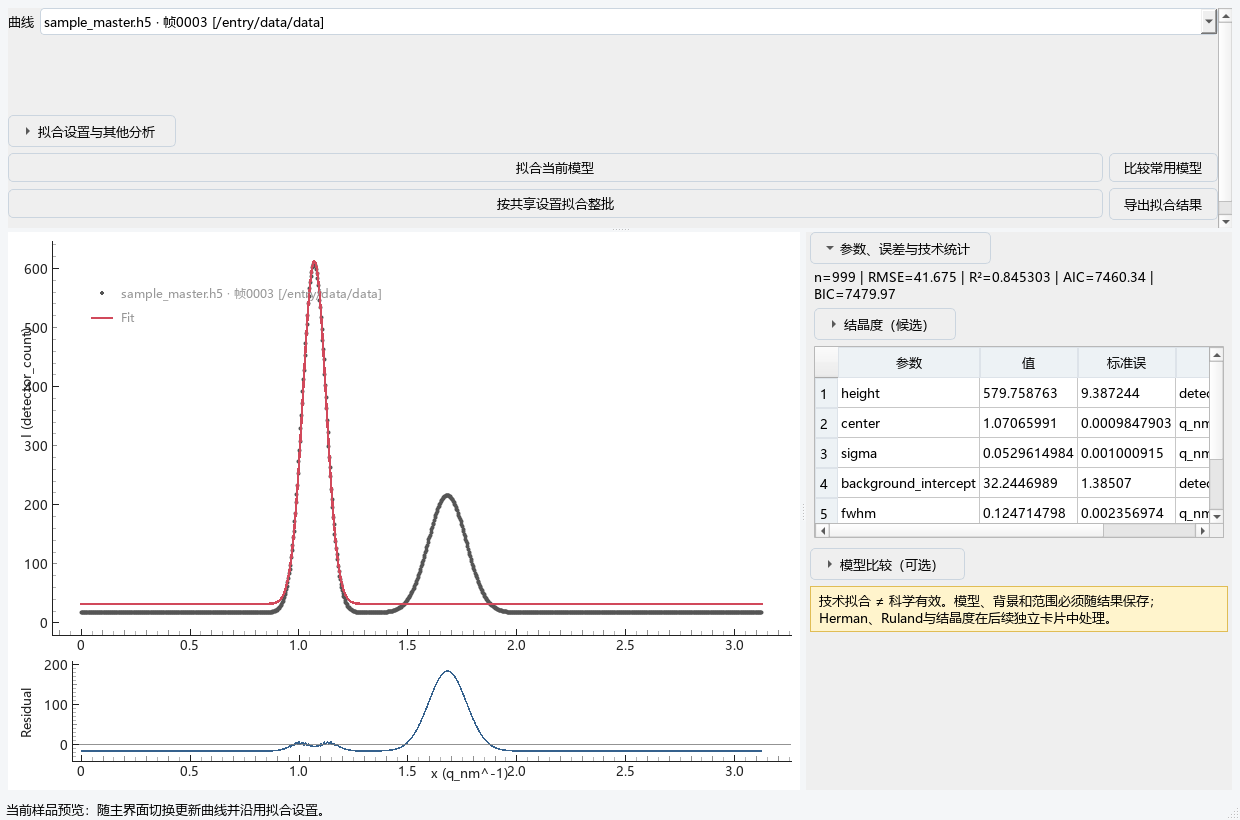 曲线 sample_master.h5 · 帧0003 [/entry/data/data]
拟合设置与其他分析
拟合当前模型 比较常用模型
按共享设置拟合整批 导出拟合结果
I (detector_count)
600
500
400
300
200
100
0
sample_master.h5 · 帧0003 [/entry/data/data]
Fit
0 0.5 1.0 1.5 2.0 2.5 3.0
Residual
200
100
0
0 0.5 1.0 1.5 2.0 2.5 3.0
x (q_nm^-1)
参数、误差与技术统计
n=999 | RMSE=41.675 | R²=0.845303 | AIC=7460.34 |
BIC=7479.97
结晶度（候选）
参数 值 标准误
1 height 579.758763 9.387244 detec
2 center 1.07065991 0.0009847903 q_nm
3 sigma 0.0529614984 0.001000915 q_nm
4 background_intercept 32.2446989 1.38507 detec
5 fwhm 0.124714798 0.002356974 q_nm
模型比较（可选）
技术拟合 ≠ 科学有效。模型、背景和范围必须随结果保存；
Herman、Ruland与结晶度在后续独立卡片中处理。
当前样品预览：随主界面切换更新曲线并沿用拟合设置。